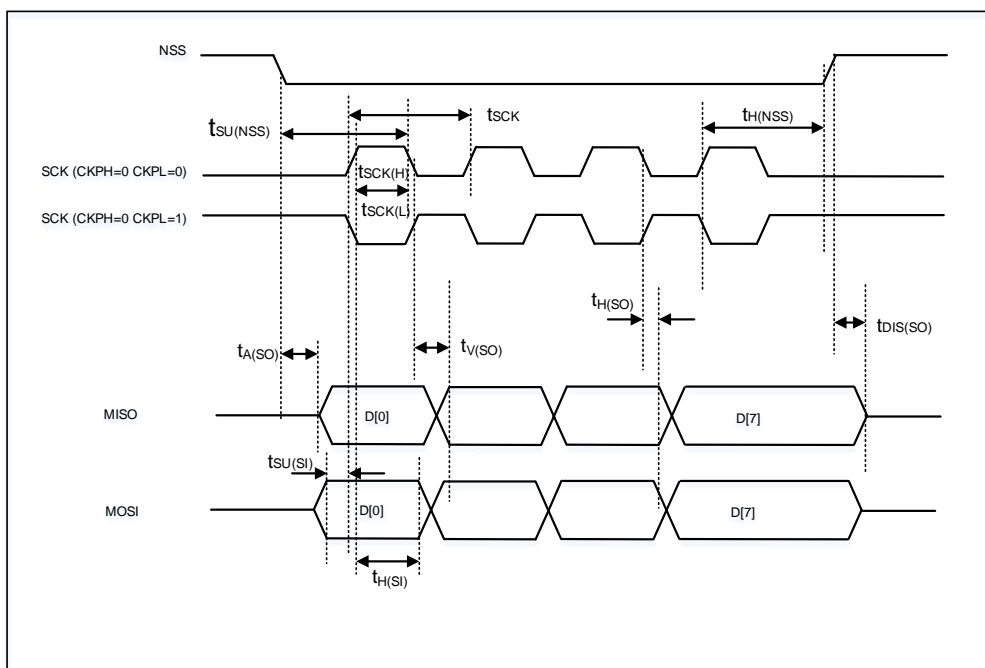 NSS
tSCK
tSU(NSS)
tH(NSS)
SCK (CKPH=0 CKPL=0)
tSCK(H)
tSCK(L)
SCK (CKPH=0 CKPL=1)
tH(SO)
tDIS(SO)
tV(SO)
tA(SO)
MISO
D[0]
D[7]
tSU(SI)
MOSI
D[0]
D[7]
tH(SI)